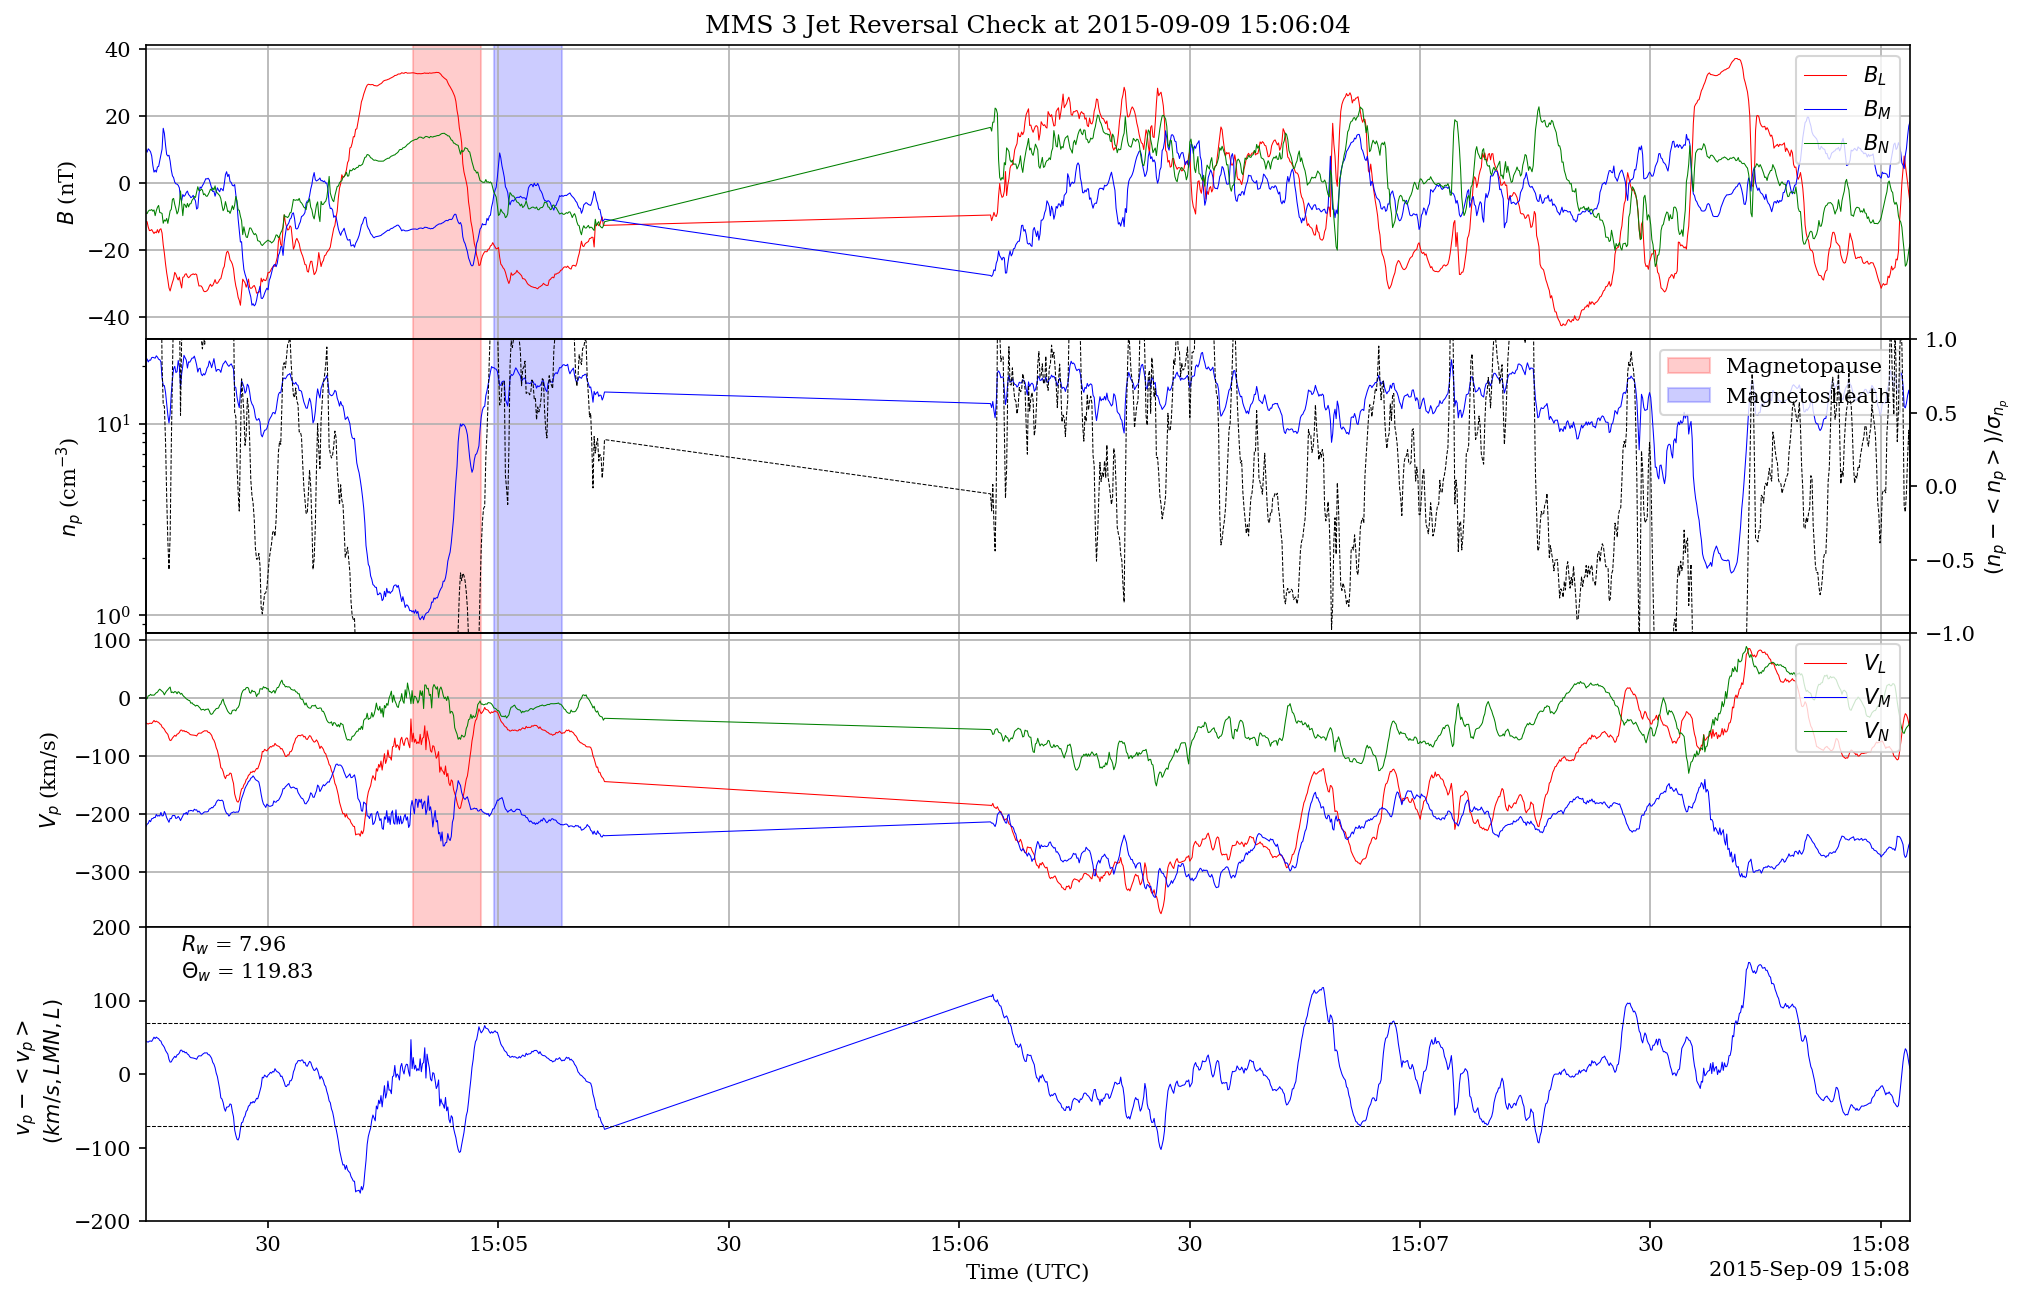 MMS 3 Jet Reversal Check at 2015-09-09 15:06:04
40
20
0
−20
−40
B (nT)
B_L
B_M
B_N
10^1
10^0
n_p (cm^{−3})
1.0
0.5
0.0
−0.5
−1.0
(n_p − < n_p >)/σ_{n_p}
Magnetopause
Magnetosheath
100
0
−100
−200
−300
V_p (km/s)
V_L
V_M
V_N
200
100
0
−100
−200
v_p − < v_p >
(km/s, LMN, L)
R_w = 7.96
Θ_w = 119.83
30
15:05
30
15:06
30
15:07
30
15:08
Time (UTC)
2015-Sep-09 15:08